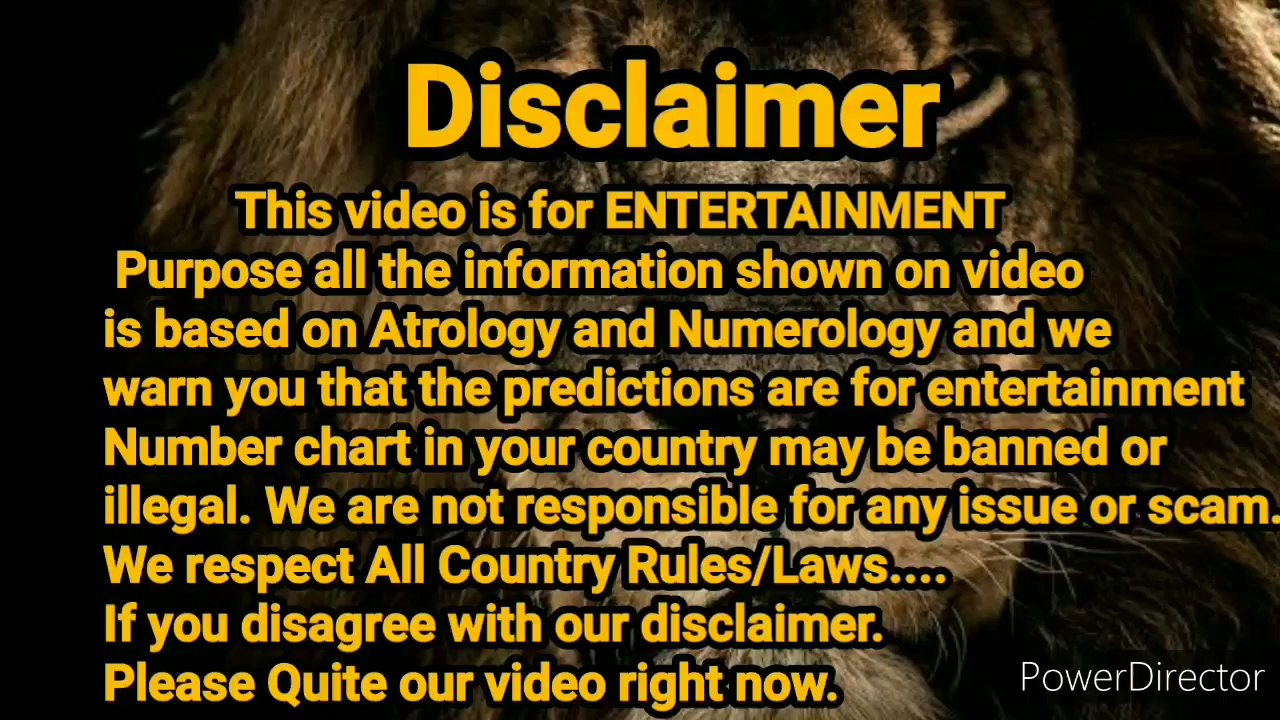 Disclaimer
This video is for ENTERTAINMENT
Purpose all the information shown on video
is based on Atrology and Numerology and we
warn you that the predictions are for entertainment
Number chart in your country may be banned or
illegal. We are not responsible for any issue or scam.
We respect All Country Rules/Laws....
If you disagree with our disclaimer.
Please Quite our video right now.
PowerDirector